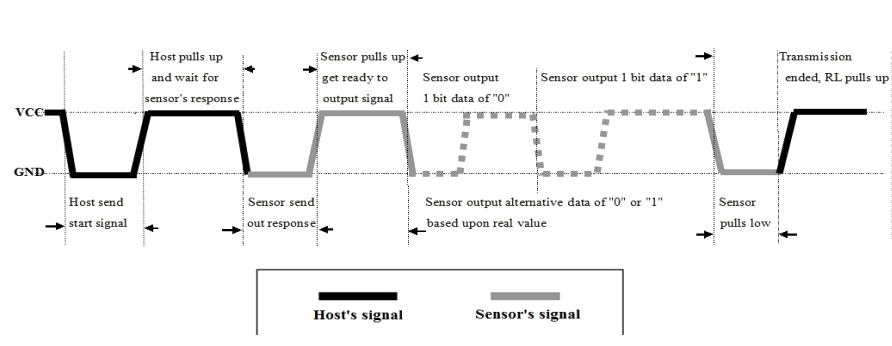 Host pulls up
and wait for
sensor's response
Sensor pulls up
get ready to
output signal
Sensor output
1 bit data of "0"
Sensor output 1 bit data of "1"
Transmission
ended, RL pulls up
VCC
GND
Host send
start signal
Sensor send
out response
Sensor output alternative data of "0" or "1"
based upon real value
Sensor
pulls low
Host's signal
Sensor's signal